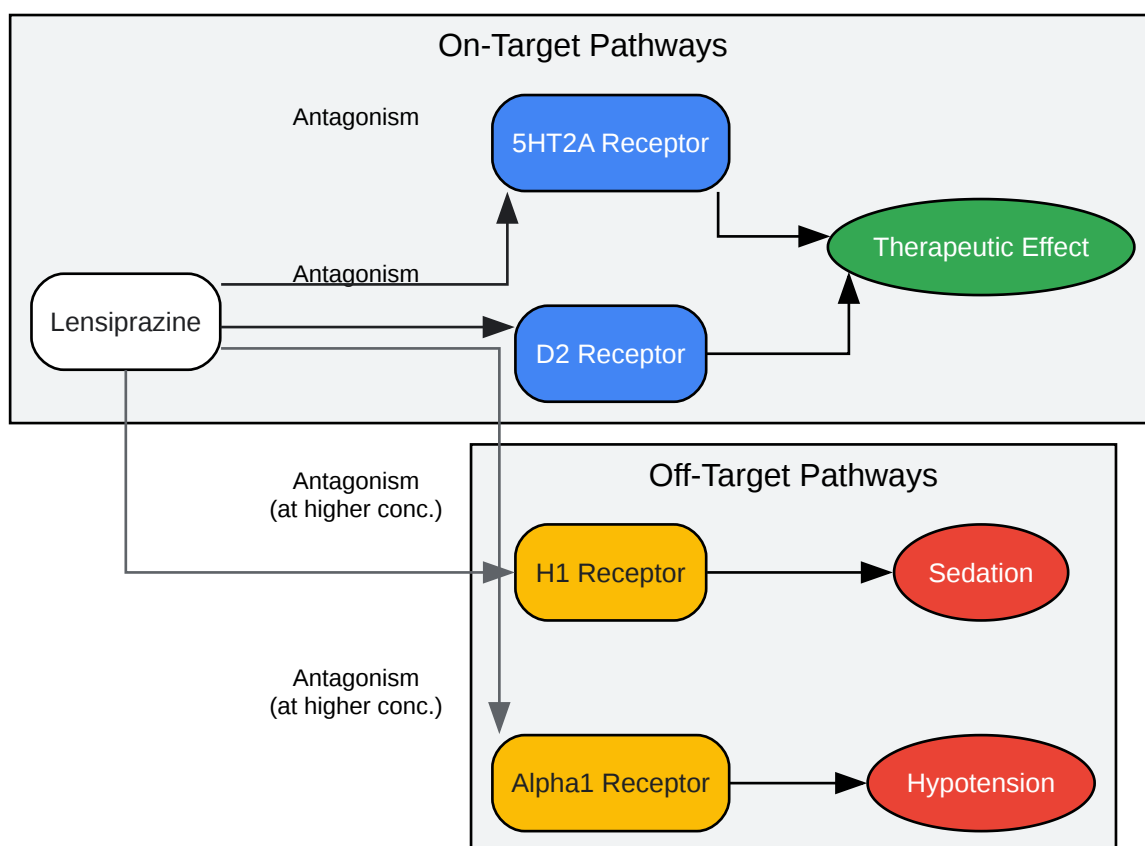 On-Target Pathways
Antagonism
5HT2A Receptor
Therapeutic Effect
Antagonism
Lensiprazine
D2 Receptor
Off-Target Pathways
Antagonism
(at higher conc.)
H1 Receptor
Sedation
Antagonism
(at higher conc.)
Alpha1 Receptor
Hypotension